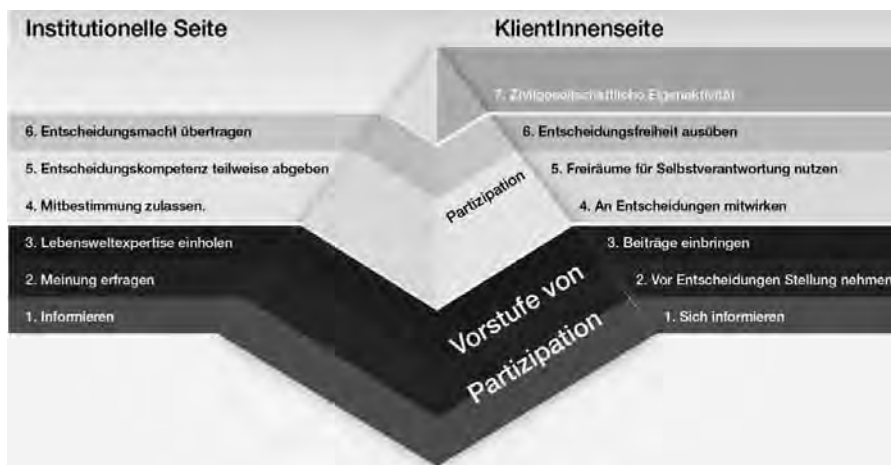 Institutionelle Seite
KlientInnenseite
7. Zivilgesellschaftliche Eigenaktivität
6. Entscheidungsmacht übertragen
6. Entscheidungsfreiheit ausüben
5. Entscheidungskompetenz teilweise abgeben
5. Freiräume für Selbstverantwortung nutzen
4. Mitbestimmung zulassen.
4. An Entscheidungen mitwirken
Partizipation
3. Lebensweltexpertise einholen
3. Beiträge einbringen
2. Meinung erfragen
2. Vor Entscheidungen Stellung nehmen
1. Informieren
1. Sich informieren
Vorstufe von
Partizipation